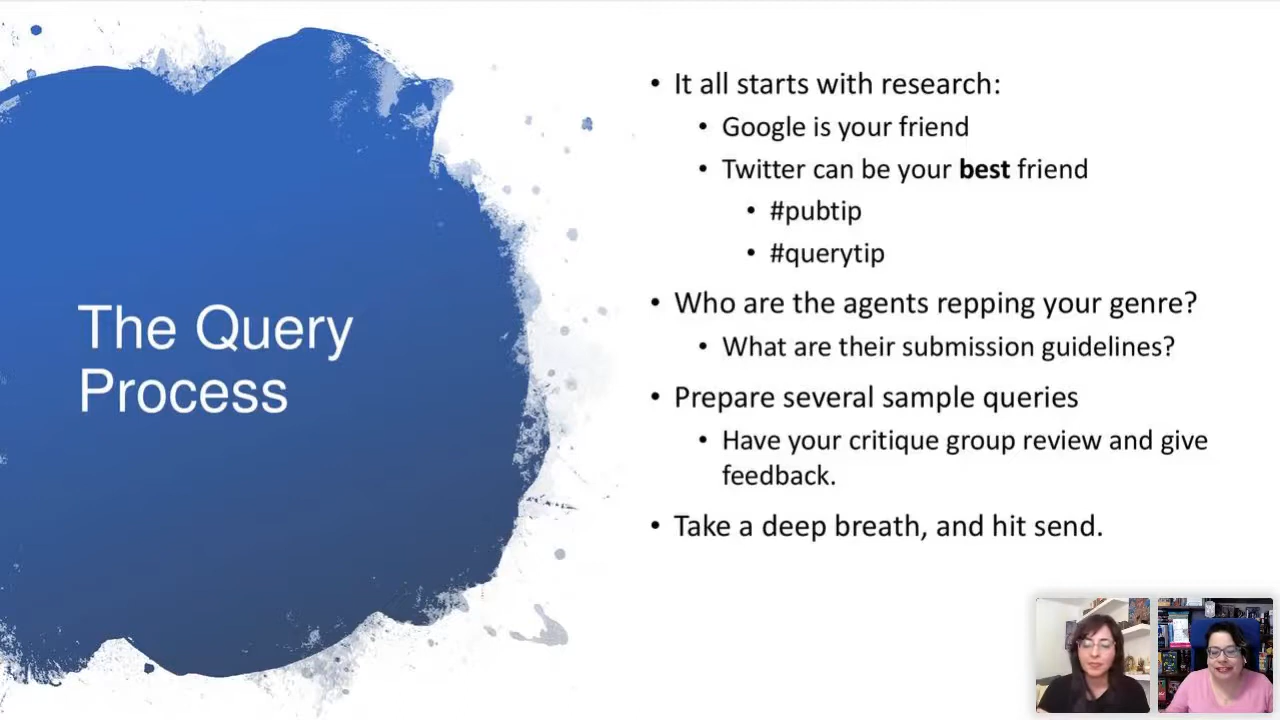 The Query
Process
• It all starts with research:
• Google is your friend
• Twitter can be your best friend
• #pubtip
• #querytip
• Who are the agents repping your genre?
• What are their submission guidelines?
• Prepare several sample queries
• Have your critique group review and give
feedback.
• Take a deep breath, and hit send.